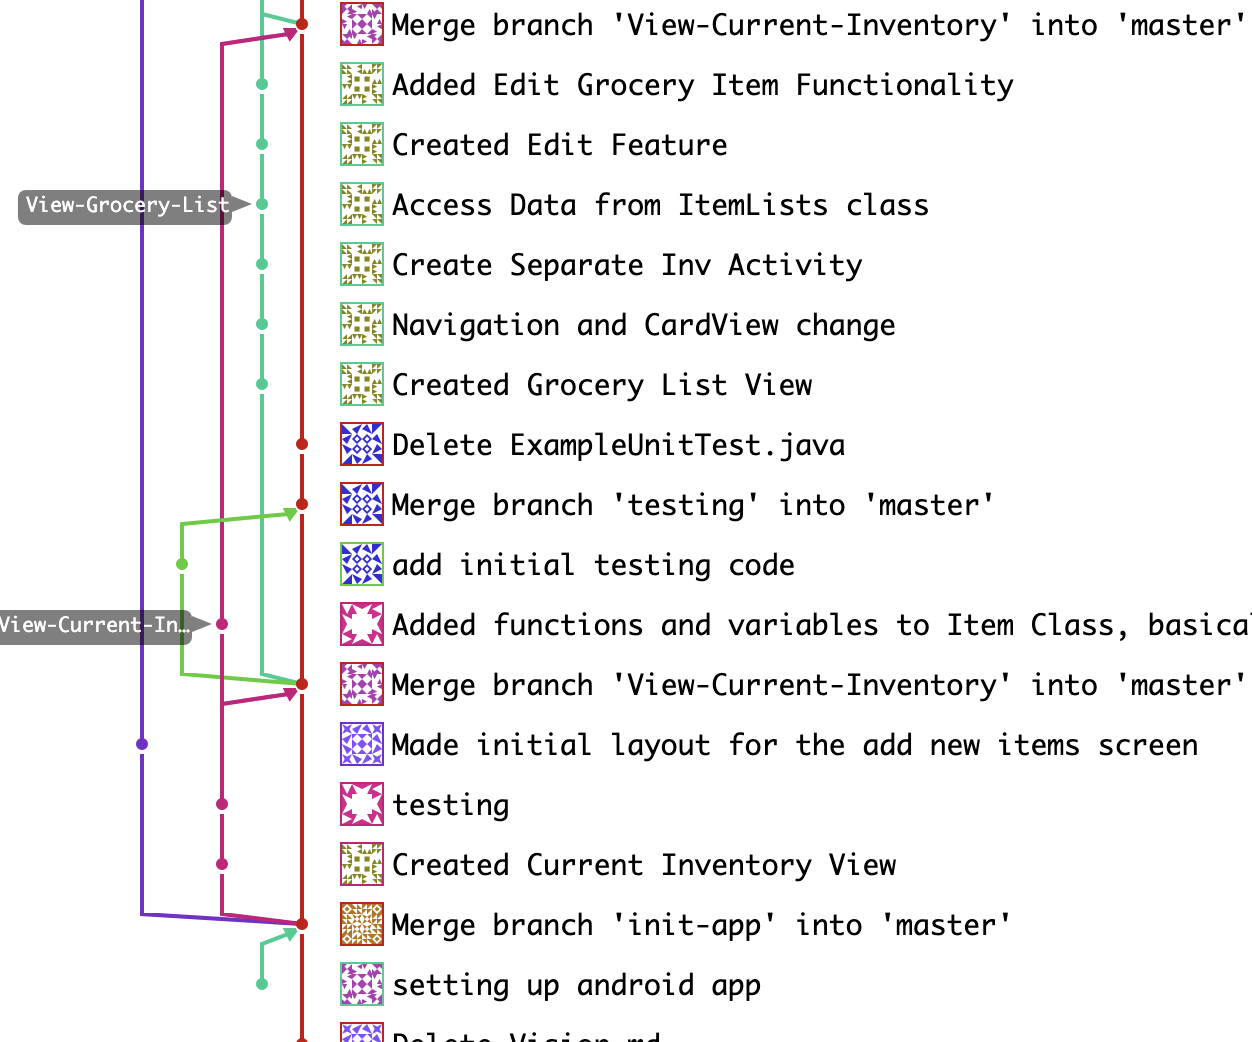 Merge branch 'View-Current-Inventory' into 'master'
Added Edit Grocery Item Functionality
Created Edit Feature
View-Grocery-List
Access Data from ItemLists class
Create Separate Inv Activity
Navigation and CardView change
Created Grocery List View
Delete ExampleUnitTest.java
Merge branch 'testing' into 'master'
add initial testing code
View-Current-In…
Added functions and variables to Item Class, basica
Merge branch 'View-Current-Inventory' into 'master'
Made initial layout for the add new items screen
testing
Created Current Inventory View
Merge branch 'init-app' into 'master'
setting up android app
Delete Vision.md